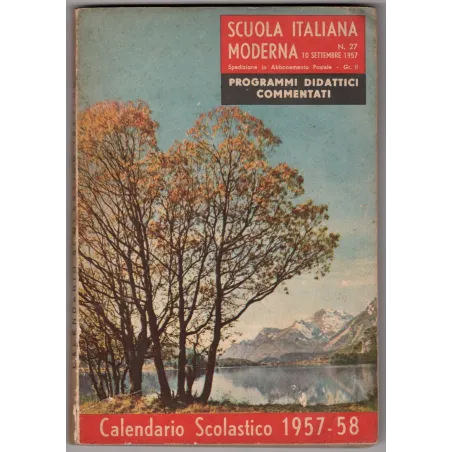 SCUOLA ITALIANA
MODERNA N. 27
10 SETTEMBRE 1957
Spedizione in Abbonamento Postale - Gr. II
PROGRAMMI DIDATTICI
COMMENTATI
Calendario Scolastico 1957-58